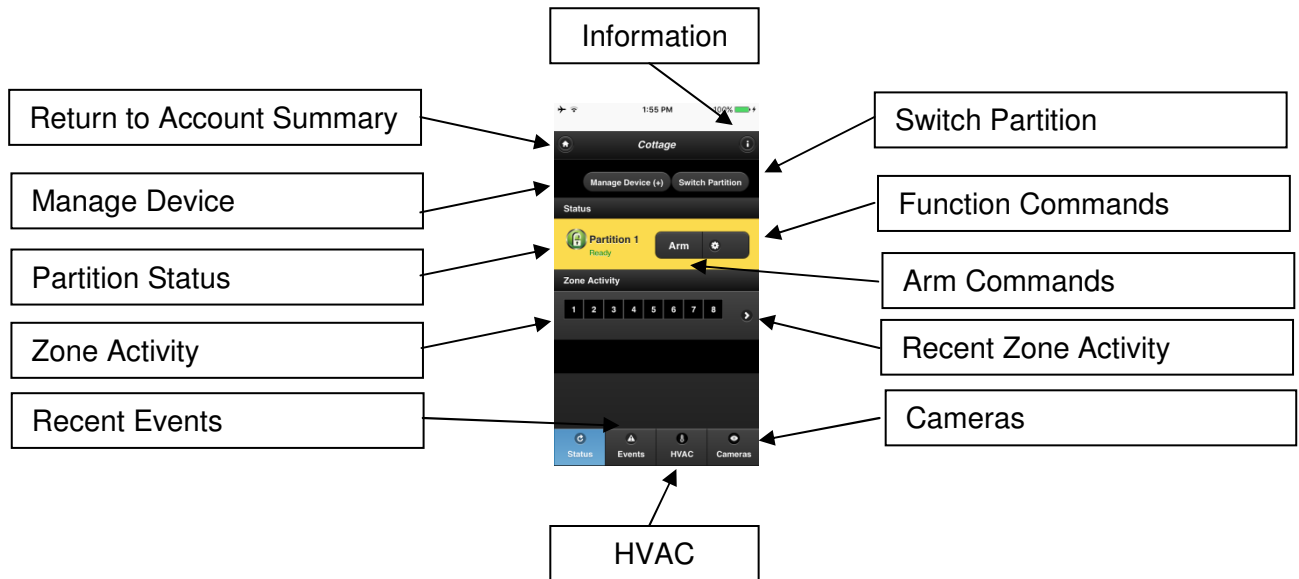 Information
Return to Account Summary
Manage Device
Partition Status
Zone Activity
Recent Events
1:55 PM
100%
Cottage
Manage Device (+)
Switch Partition
Status
Partition 1
Ready
Arm
Zone Activity
1 2 3 4 5 6 7 8
Status Events HVAC Cameras
Switch Partition
Function Commands
Arm Commands
Recent Zone Activity
Cameras
HVAC